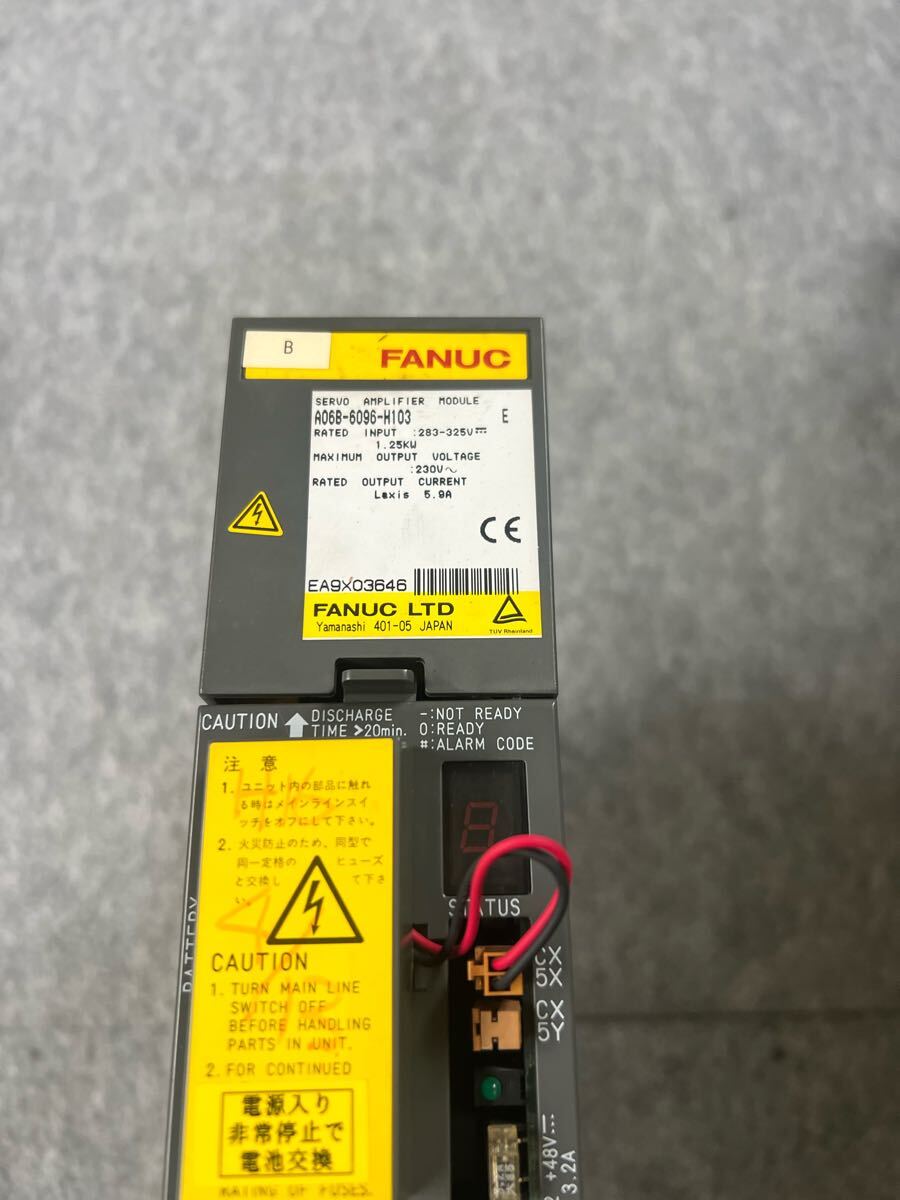 B
FANUC
SERVO AMPLIFIER MODULE
A06B-6096-H103 E
RATED INPUT :283-325V⎓
1.25KW
MAXIMUM OUTPUT VOLTAGE
:230V～
RATED OUTPUT CURRENT
Laxis 5.9A
CE
EA9X03646
FANUC LTD
Yamanashi 401-05 JAPAN
TUV Rheinland
CAUTION
DISCHARGE
TIME >20min.
-:NOT READY
0:READY
#:ALARM CODE
注 意
1. ユニット内の部品に触れ
る時はメインラインスイ
ッチをオフにして下さい。
2. 火災防止のため、同型で
同一定格の ヒューズ
と交換し て下さ
い。
8
STATUS
BATTERY
CX
5X
CX
5Y
CAUTION
1. TURN MAIN LINE
SWITCH OFF
BEFORE HANDLING
PARTS IN UNIT.
2. FOR CONTINUED
電源入り
非常停止で
電池交換
RATING OF FUSES.
+48V
3.2A